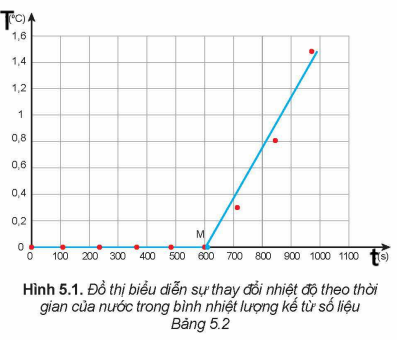 T(°C)
1,6
1,4
1,2
1
0,8
0,6
0,4
0,2
0
M
0 100 200 300 400 500 600 700 800 900 1000 1100 t(s)
Hình 5.1. Đồ thị biểu diễn sự thay đổi nhiệt độ theo thời
gian của nước trong bình nhiệt lượng kế từ số liệu
Bảng 5.2